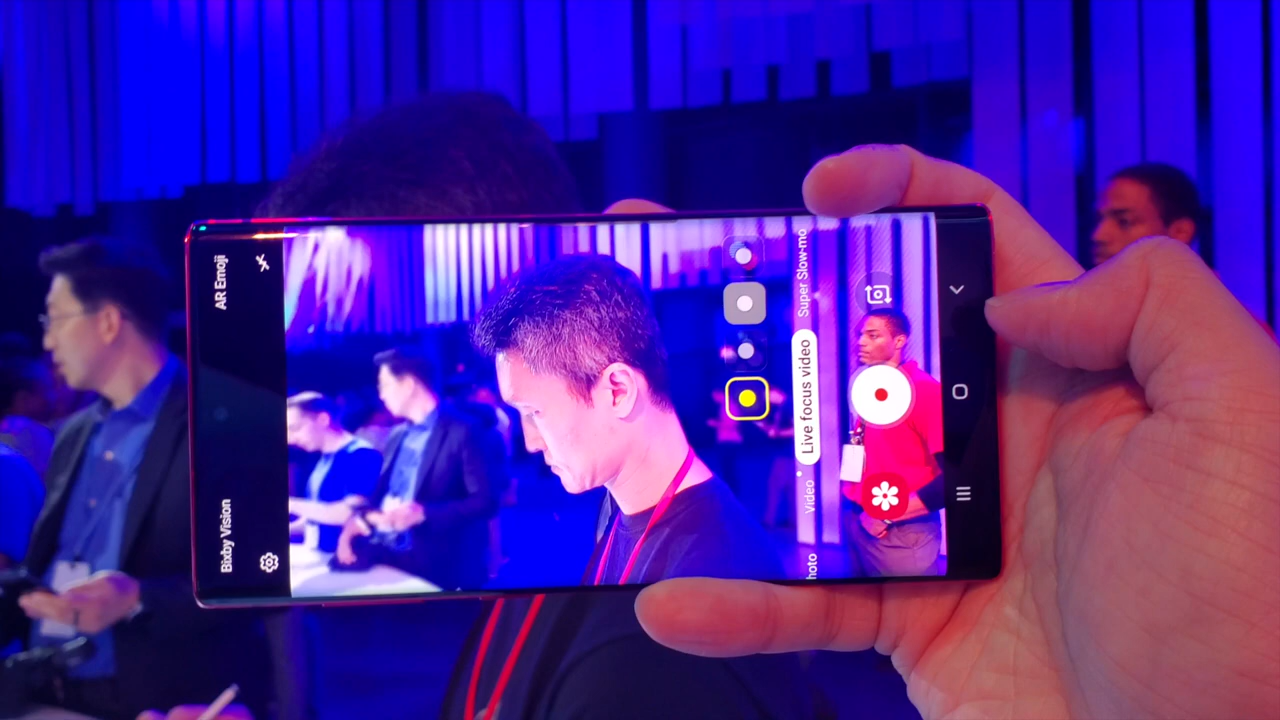 AR Emoji
Bixby Vision
Super Slow-mo
Live focus video
Video
hoto